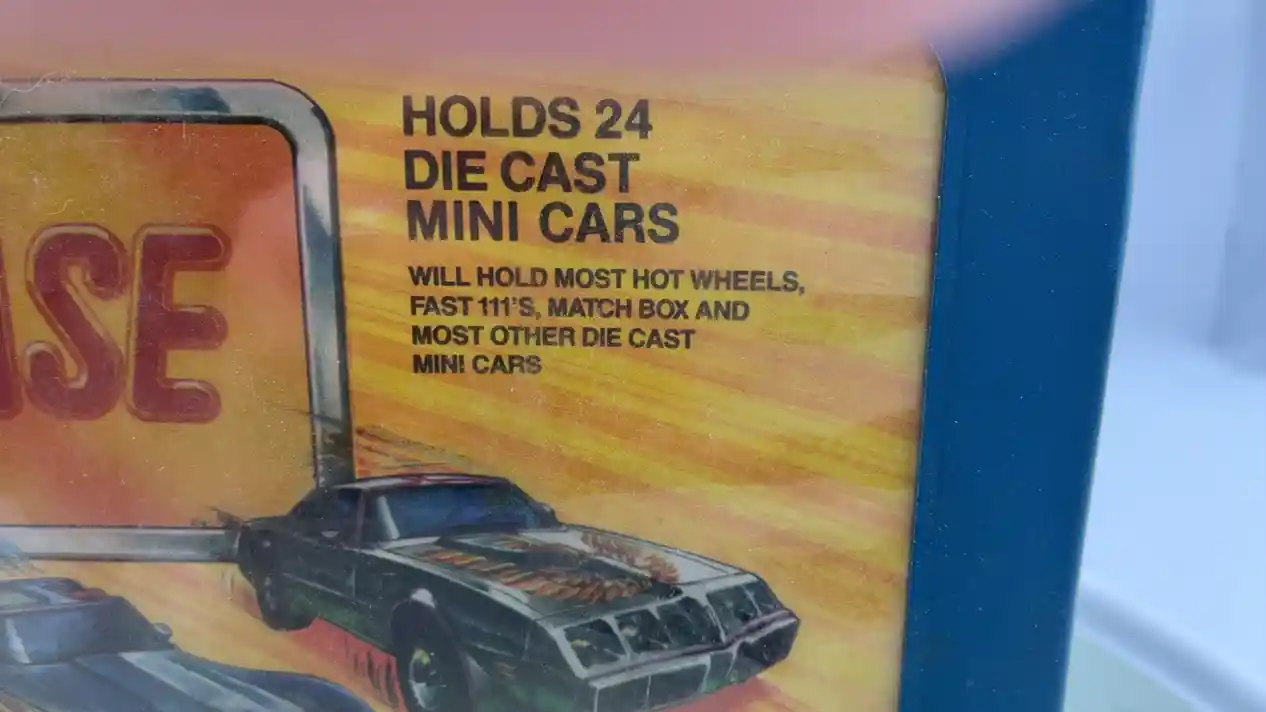 HOLDS 24
DIE CAST
MINI CARS
WILL HOLD MOST HOT WHEELS,
FAST 111'S, MATCH BOX AND
MOST OTHER DIE CAST
MINI CARS